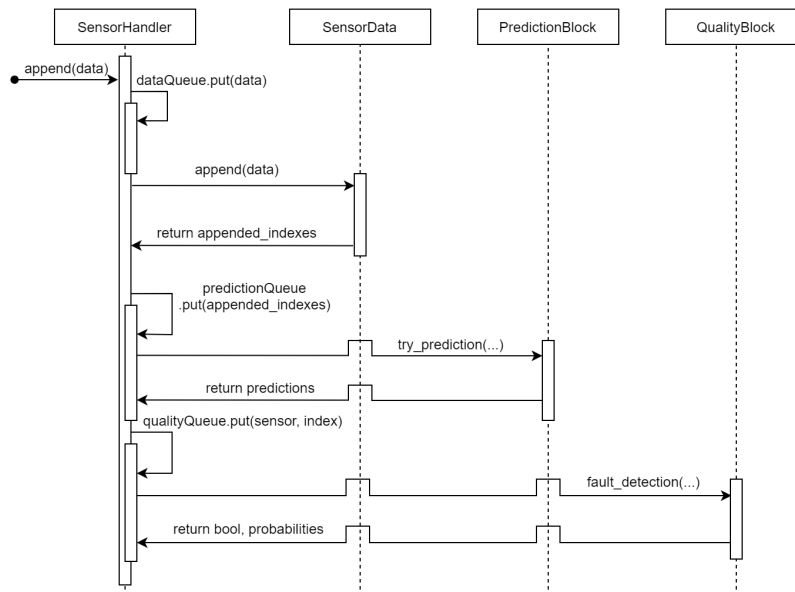 SensorHandler
SensorData
PredictionBlock
QualityBlock
append(data)
dataQueue.put(data)
append(data)
return appended_indexes
predictionQueue
.put(appended_indexes)
try_prediction(...)
return predictions
qualityQueue.put(sensor, index)
fault_detection(...)
return bool, probabilities